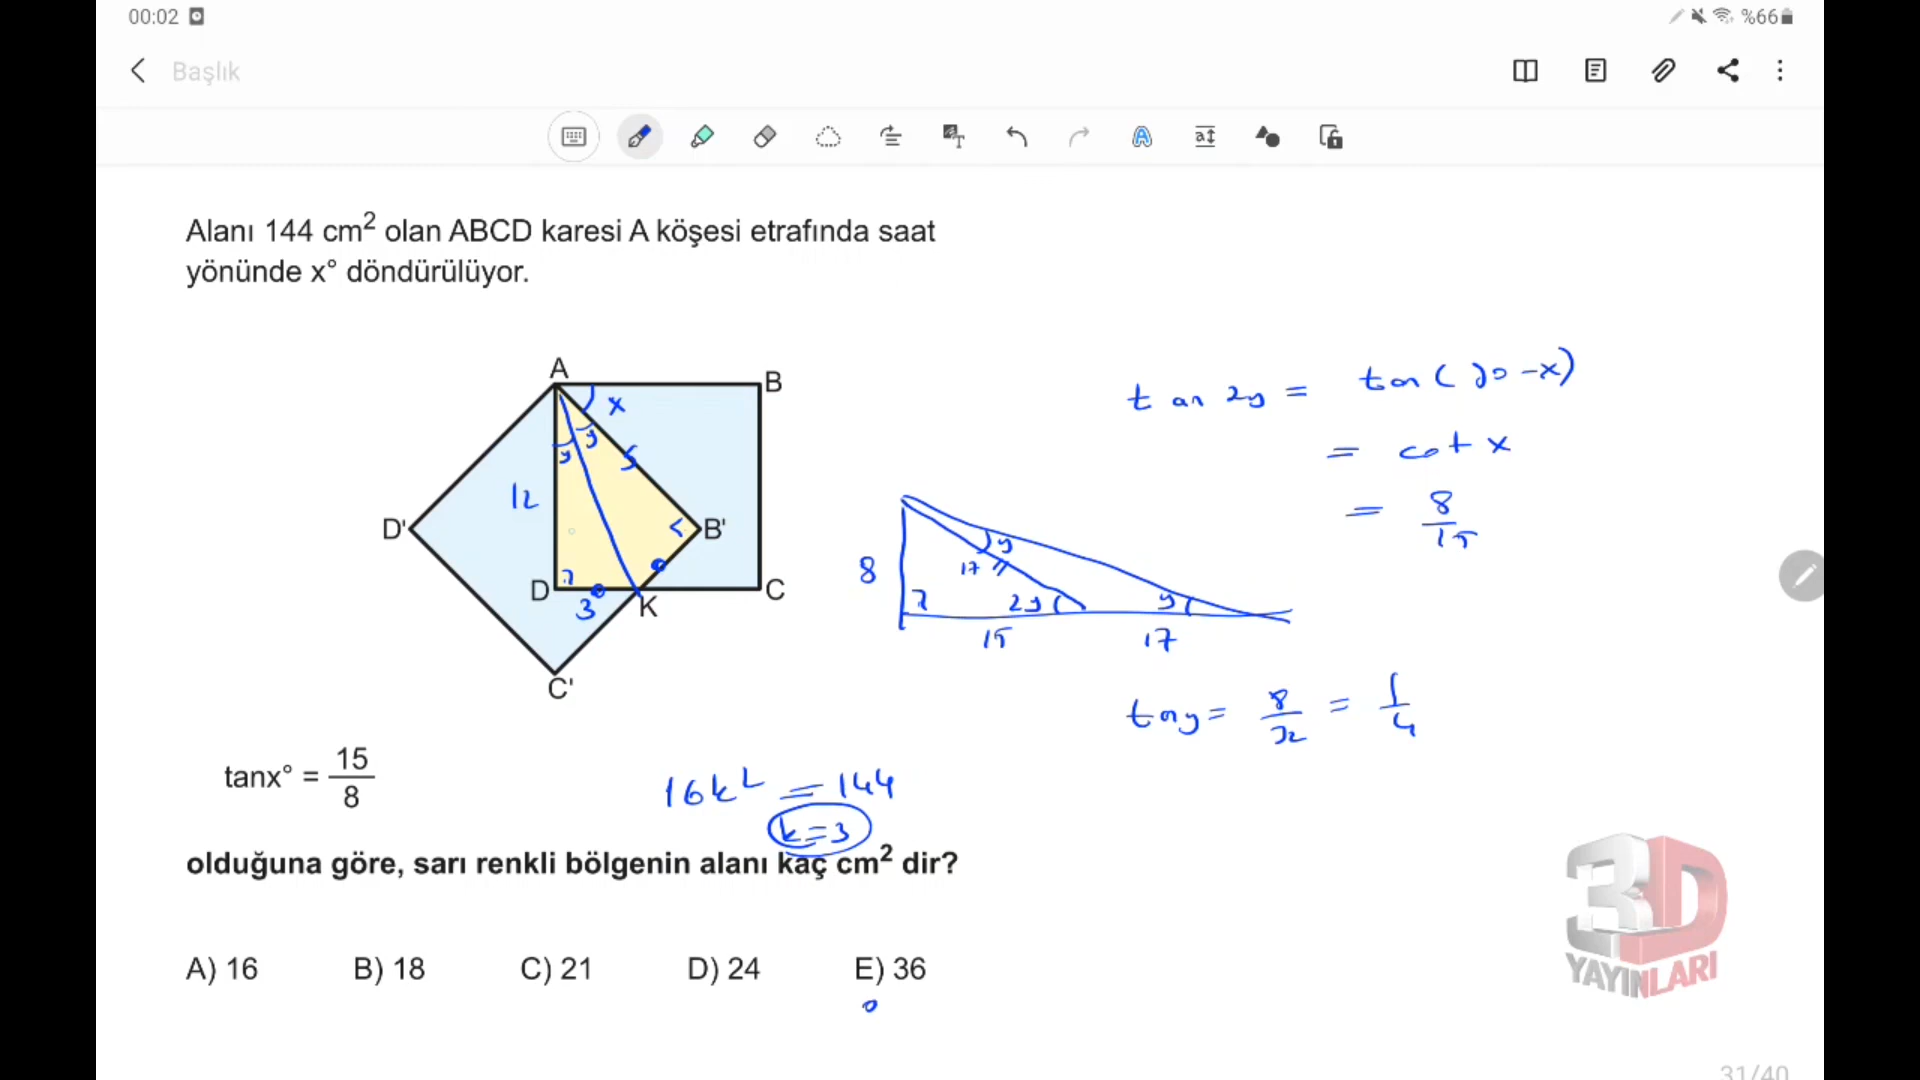 00:02
%66
Başlık
Alanı 144 cm² olan ABCD karesi A köşesi etrafında saat
yönünde x° döndürülüyor.
A
B
x
y
y
5
12
D'
B'
D
C
3
K
C'
tan 2y = tan (90-x)
= cot x
= 8/15
8
y
17
2y
y
15
17
tan y = 8/32 = 1/4
tanx° = 15/8
16k² = 144
k=3
olduğuna göre, sarı renkli bölgenin alanı kaç cm² dir?
A) 16 B) 18 C) 21 D) 24 E) 36
3D
YAYINLARI
31/40